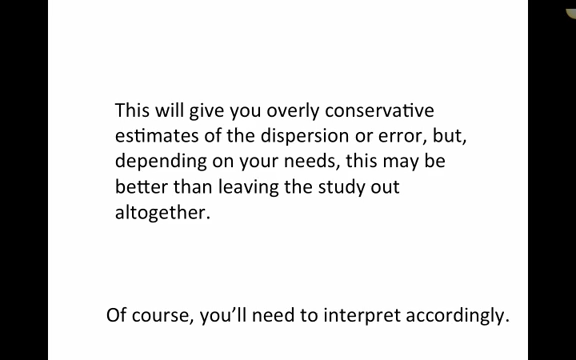 This will give you overly conservative
estimates of the dispersion or error, but,
depending on your needs, this may be
better than leaving the study out
altogether.
Of course, you’ll need to interpret accordingly.